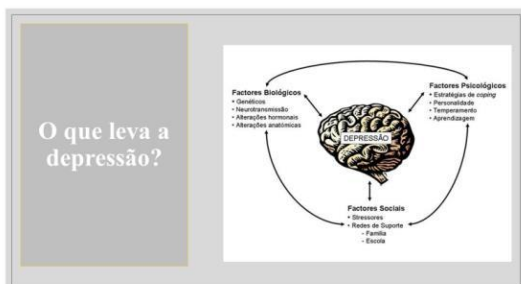 O que leva a
depressão?
Factores Biológicos
• Genéticos
• Neurotransmissão
• Alterações hormonais
• Alterações anatómicas
Factores Psicológicos
• Estratégias de coping
• Personalidade
• Temperamento
• Aprendizagem
DEPRESSÃO
Factores Sociais
• Stressores
• Redes de Suporte
- Família
- Escola